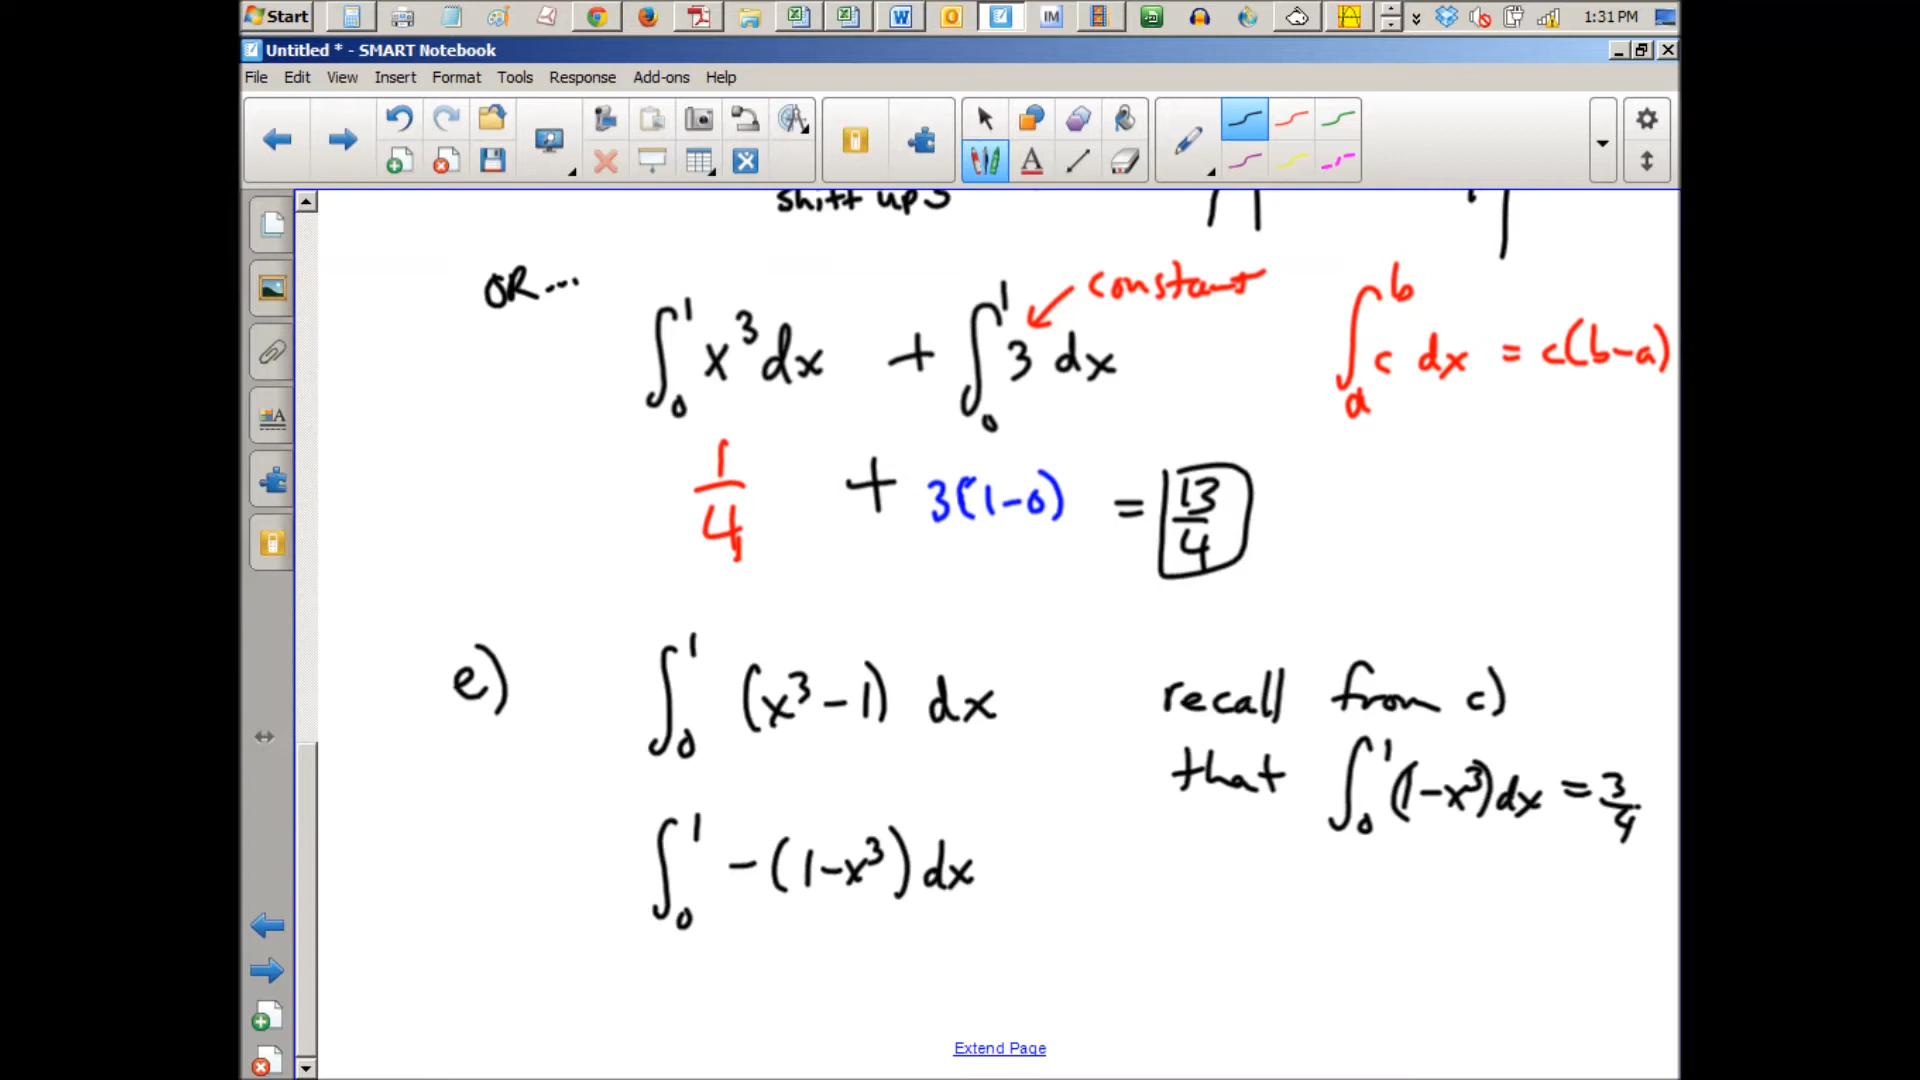 Start
1:31 PM
Untitled * - SMART Notebook
File Edit View Insert Format Tools Response Add-ons Help
shift up 3
OR...
∫₀¹ x³ dx + ∫₀¹ 3 dx
constant
∫ₐᵇ c dx = c(b-a)
1/4 + 3(1-0) = 13/4
e) ∫₀¹ (x³-1) dx
recall from c)
that ∫₀¹ (1-x³) dx = 3/4
∫₀¹ -(1-x³) dx
Extend Page